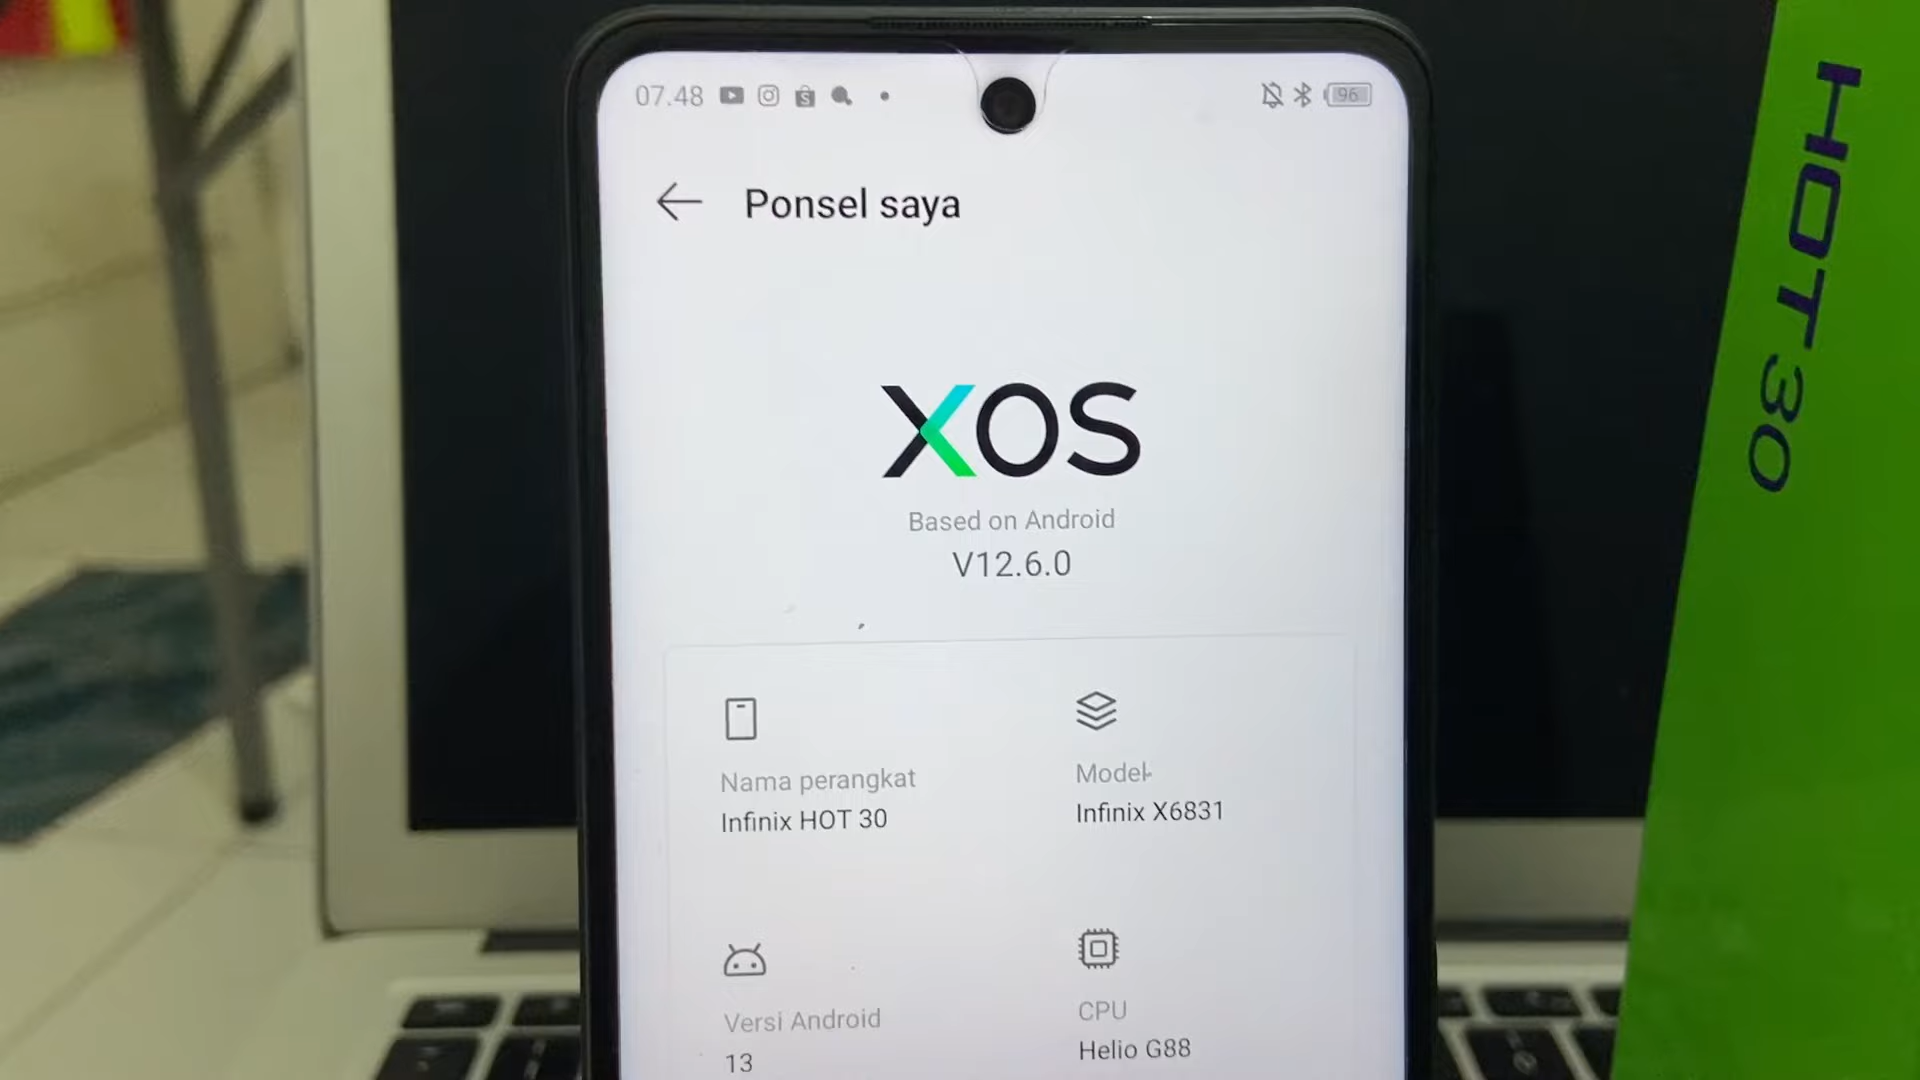 07.48
96
Ponsel saya
XOS
Based on Android
V12.6.0
Nama perangkat
Infinix HOT 30
Model
Infinix X6831
Versi Android
13
CPU
Helio G88
HOT 30